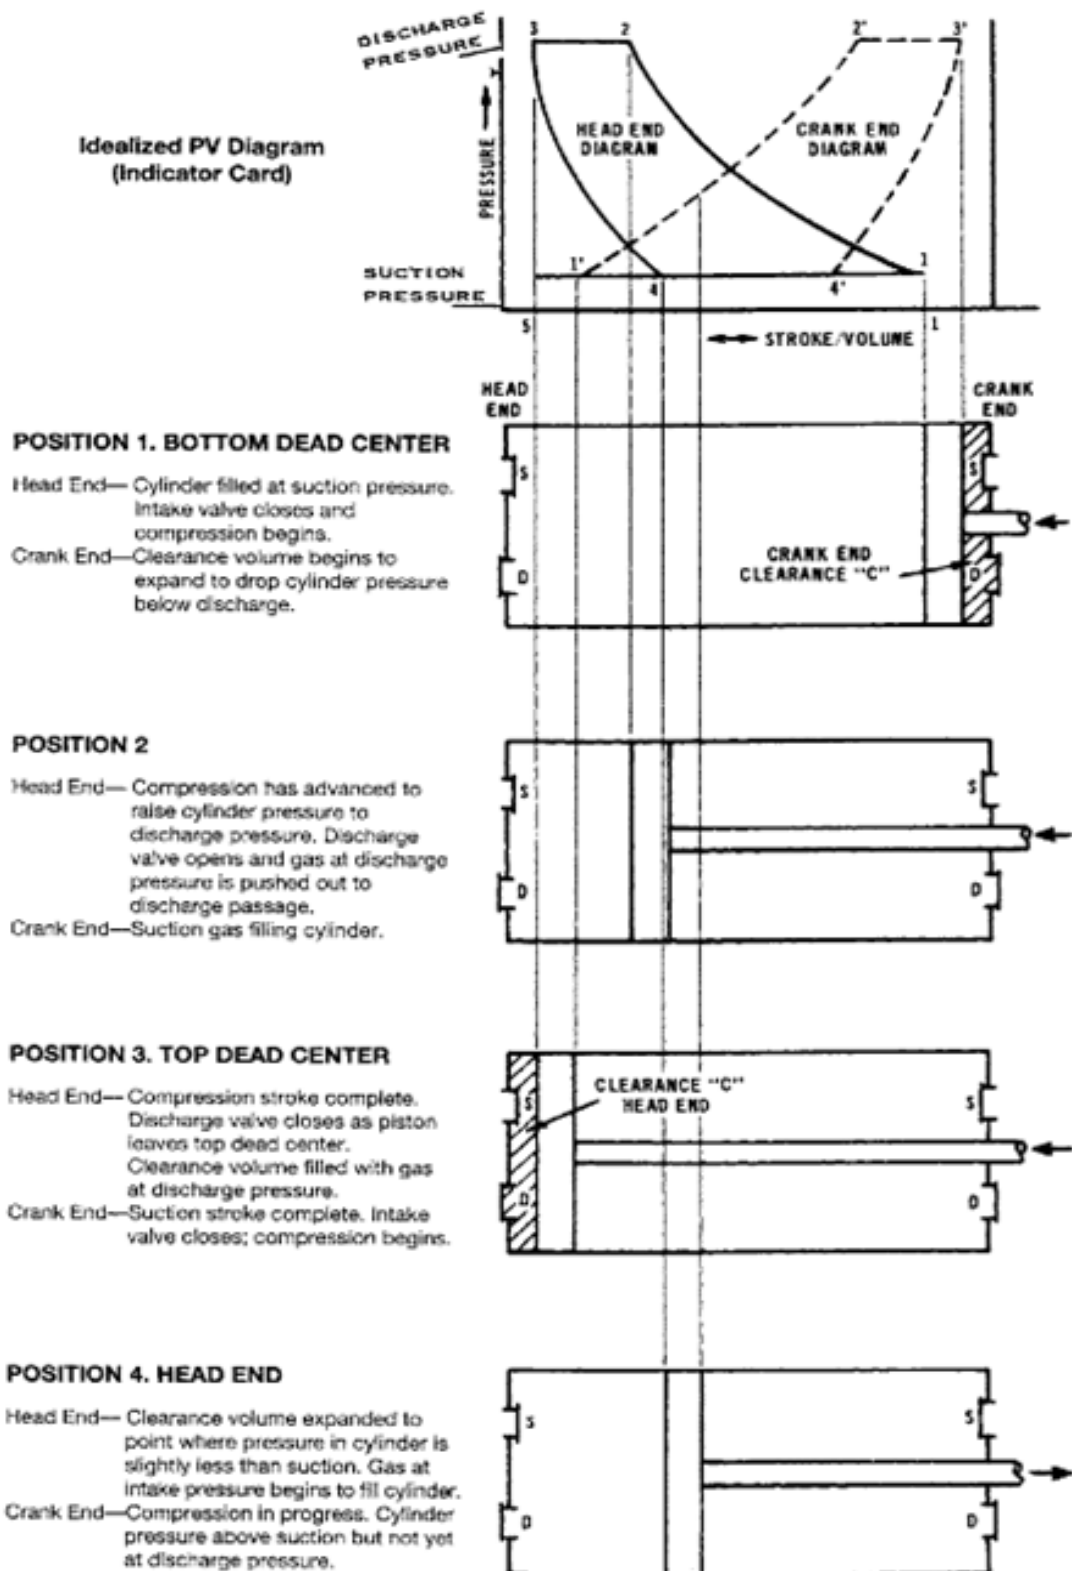 DISCHARGE
PRESSURE
3
2
2'
3'
Idealized PV Diagram
(Indicator Card)
PRESSURE
HEAD END
DIAGRAM
CRANK END
DIAGRAM
SUCTION
PRESSURE
1'
4
4'
1
5
STROKE/VOLUME
1
HEAD
END
CRANK
END
POSITION 1. BOTTOM DEAD CENTER
Head End— Cylinder filled at suction pressure.
Intake valve closes and
compression begins.
Crank End—Clearance volume begins to
expand to drop cylinder pressure
below discharge.
S
S
CRANK END
CLEARANCE "C"
D
D
POSITION 2
Head End— Compression has advanced to
raise cylinder pressure to
discharge pressure. Discharge
valve opens and gas at discharge
pressure is pushed out to
discharge passage.
Crank End—Suction gas filling cylinder.
S
S
D
D
POSITION 3. TOP DEAD CENTER
Head End— Compression stroke complete.
Discharge valve closes as piston
leaves top dead center.
Clearance volume filled with gas
at discharge pressure.
Crank End—Suction stroke complete. Intake
valve closes; compression begins.
CLEARANCE "C"
HEAD END
S
S
D
D
POSITION 4. HEAD END
Head End— Clearance volume expanded to
point where pressure in cylinder is
slightly less than suction. Gas at
intake pressure begins to fill cylinder.
Crank End—Compression in progress. Cylinder
pressure above suction but not yet
at discharge pressure.
S
S
D
D